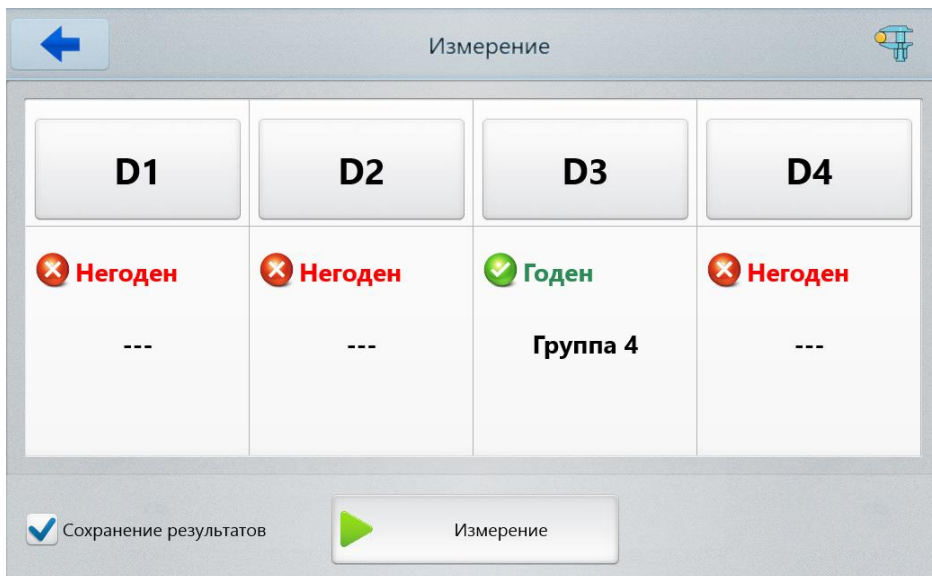 Измерение
D1 D2 D3 D4
Негоден Негоден Годен Негоден
--- --- Группа 4 ---
Сохранение результатов Измерение